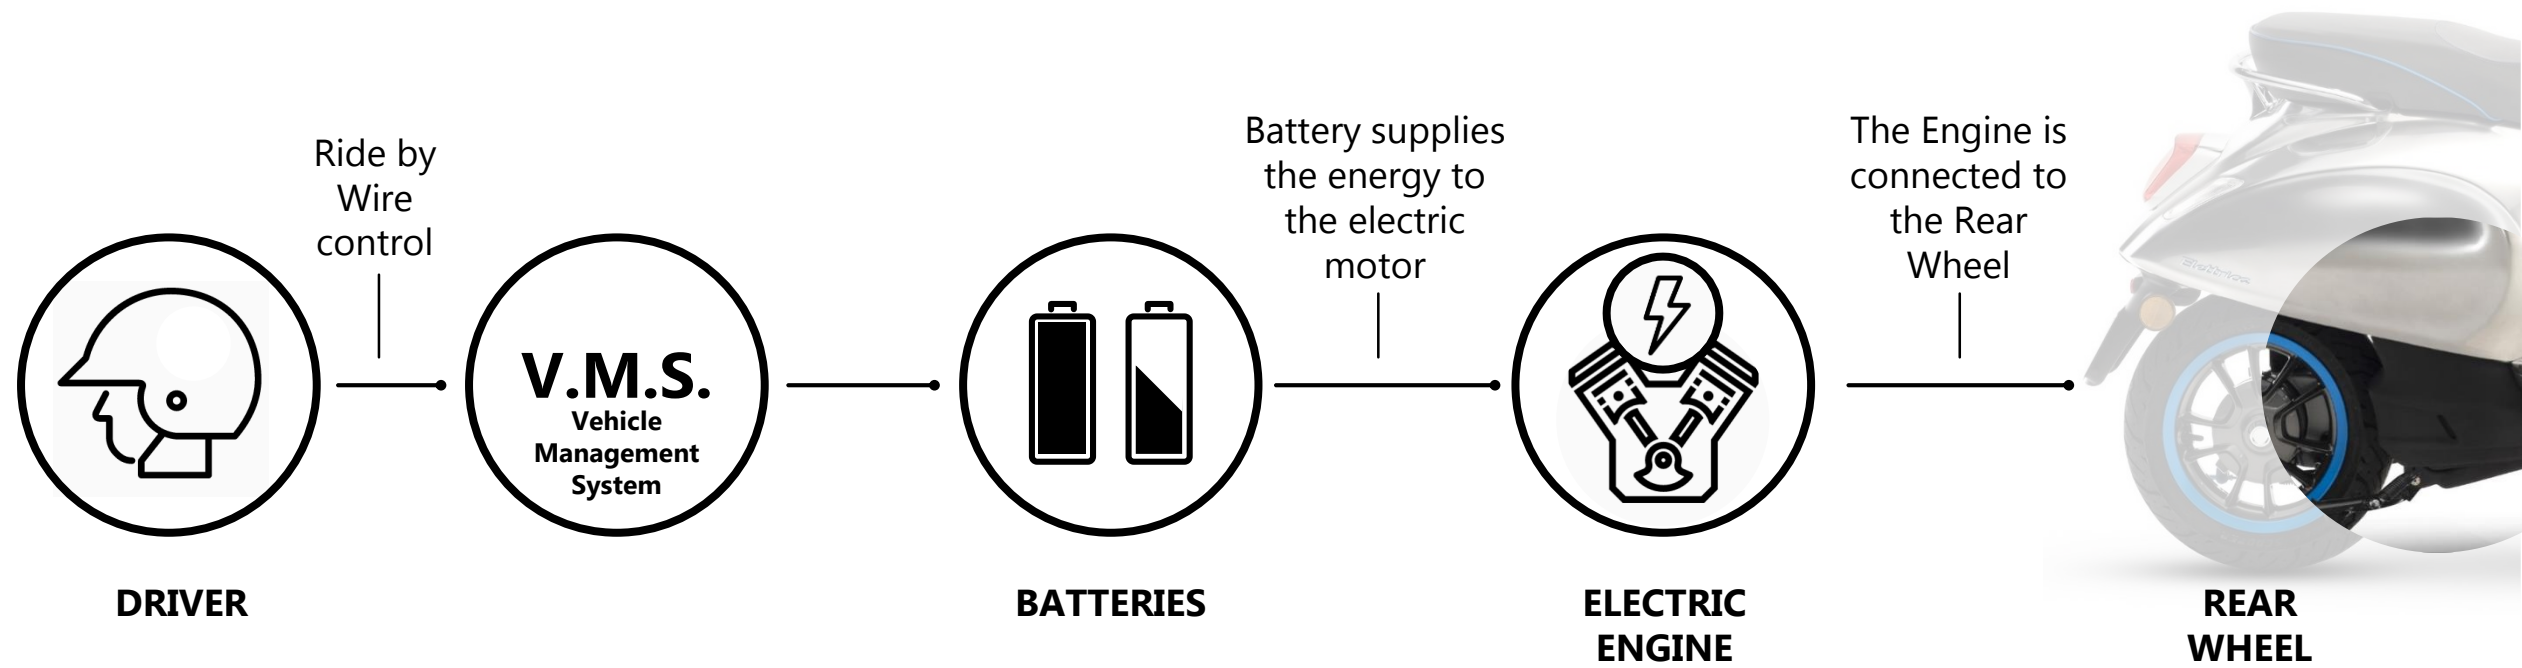 Ride by
Wire
control
Battery supplies
the energy to
the electric
motor
The Engine is
connected to
the Rear
Wheel
V.M.S.
Vehicle
Management
System
Elettrica
DRIVER
BATTERIES
ELECTRIC
ENGINE
REAR
WHEEL